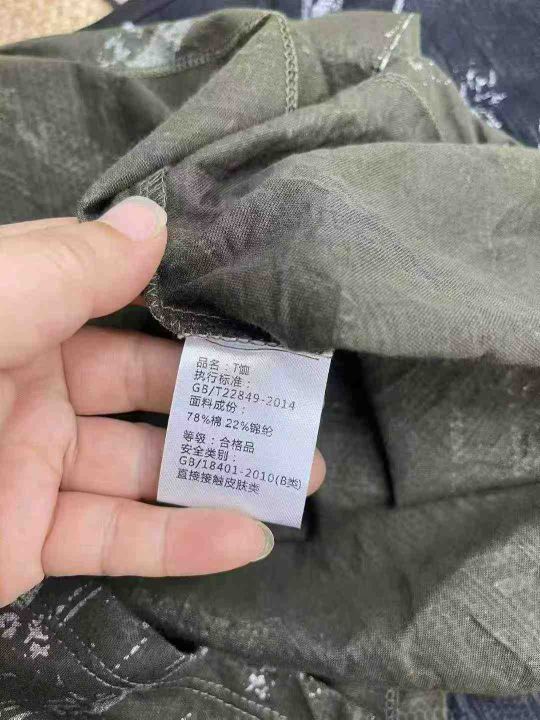 品名：T恤
执行标准：
GB/T22849-2014
面料成份：
78%棉 22%锦纶
等级：合格品
安全类别：
GB/18401-2010(B类)
直接接触皮肤类